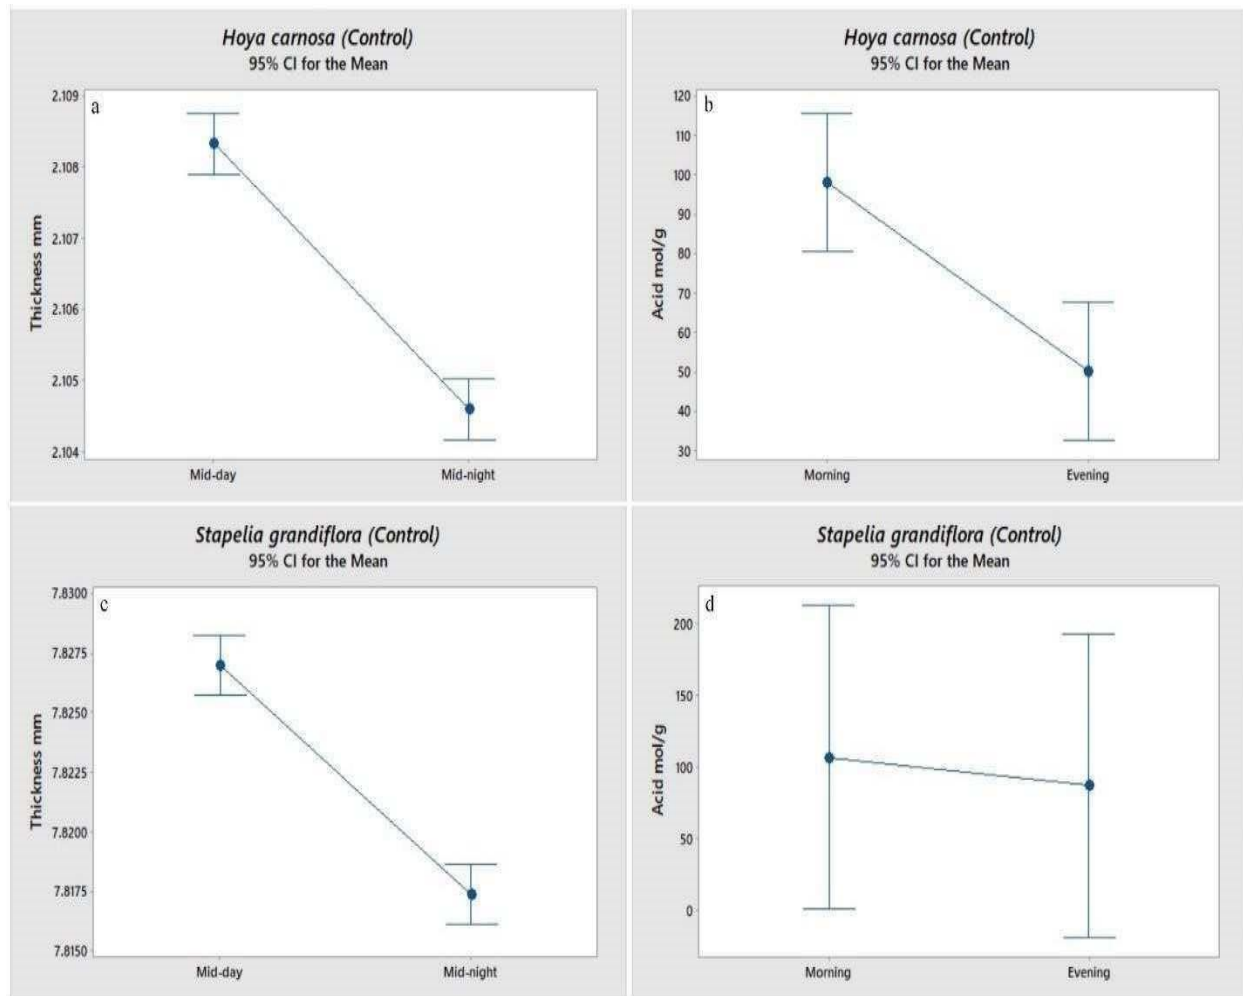 Hoya carnosa (Control)
95% CI for the Mean
a
2.109
2.108
2.107
2.106
2.105
2.104
Thickness mm
Mid-day Mid-night
Hoya carnosa (Control)
95% CI for the Mean
b
120
110
100
90
80
70
60
50
40
30
Acid mol/g
Morning Evening
Stapelia grandiflora (Control)
95% CI for the Mean
c
7.8300
7.8275
7.8250
7.8225
7.8200
7.8175
7.8150
Thickness mm
Mid-day Mid-night
Stapelia grandiflora (Control)
95% CI for the Mean
d
200
150
100
50
0
Acid mol/g
Morning Evening